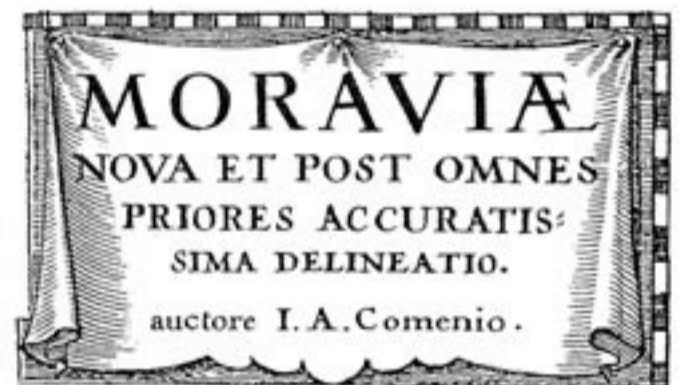 MORAVIÆ
NOVA ET POST OMNES
PRIORES ACCURATIS⸗
SIMA DELINEATIO.
auctore I. A. Comenio.